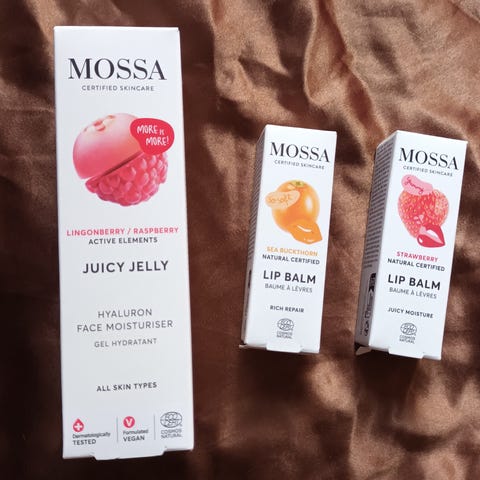 MOSSA
CERTIFIED SKINCARE
MORE is
MORE!
LINGONBERRY / RASPBERRY
ACTIVE ELEMENTS
JUICY JELLY
HYALURON
FACE MOISTURISER
GEL HYDRATANT
ALL SKIN TYPES
Dermatologically
TESTED
Formulated
VEGAN
COSMOS
NATURAL
MOSSA
CERTIFIED SKINCARE
So soft
SEA BUCKTHORN
NATURAL CERTIFIED
LIP BALM
BAUME À LÈVRES
RICH REPAIR
COSMOS
NATURAL
MOSSA
CERTIFIED SKINCARE
STRAWBERRY
NATURAL CERTIFIED
LIP BALM
BAUME À LÈVRES
JUICY MOISTURE
COSMOS
NATURAL